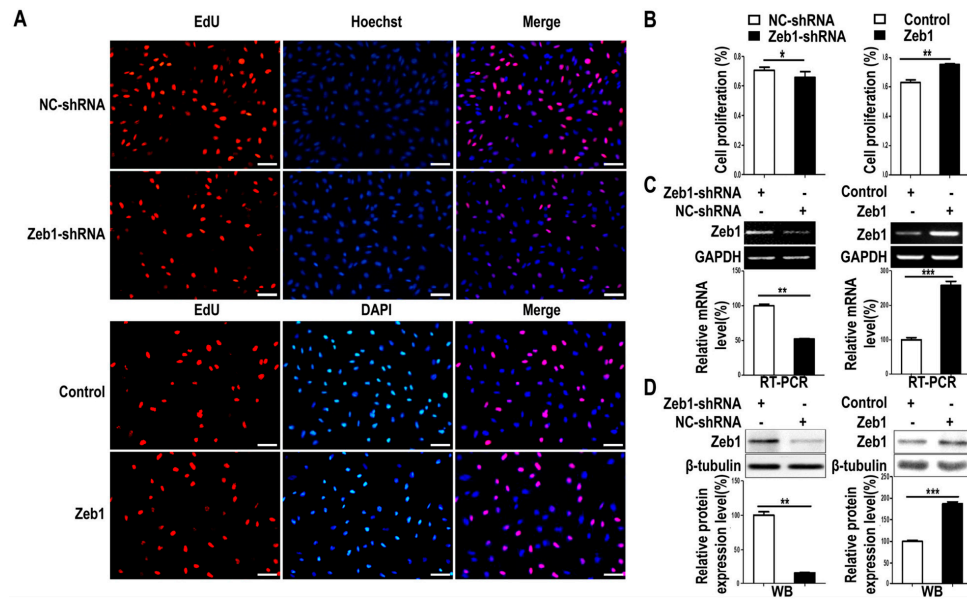 A
EdU
Hoechst
Merge
NC-shRNA
Zeb1-shRNA
EdU
DAPI
Merge
Control
Zeb1
B
NC-shRNA
Zeb1-shRNA
Cell proliferation (%)
0.8
0.6
0.4
0.2
*
Control
Zeb1
Cell proliferation (%)
0.8
0.6
0.4
0.2
**
C
Zeb1-shRNA + -
NC-shRNA - +
Zeb1
GAPDH
Relative mRNA
level(%)
150
100
50
0
**
RT-PCR
Control + -
Zeb1 - +
Zeb1
GAPDH
Relative mRNA
level(%)
300
200
100
0
***
RT-PCR
D
Zeb1-shRNA + -
NC-shRNA - +
Zeb1
β-tubulin
Relative protein
expression level(%)
150
100
50
0
**
WB
Control + -
Zeb1 - +
Zeb1
β-tubulin
Relative protein
expression level(%)
250
200
150
100
50
0
***
WB